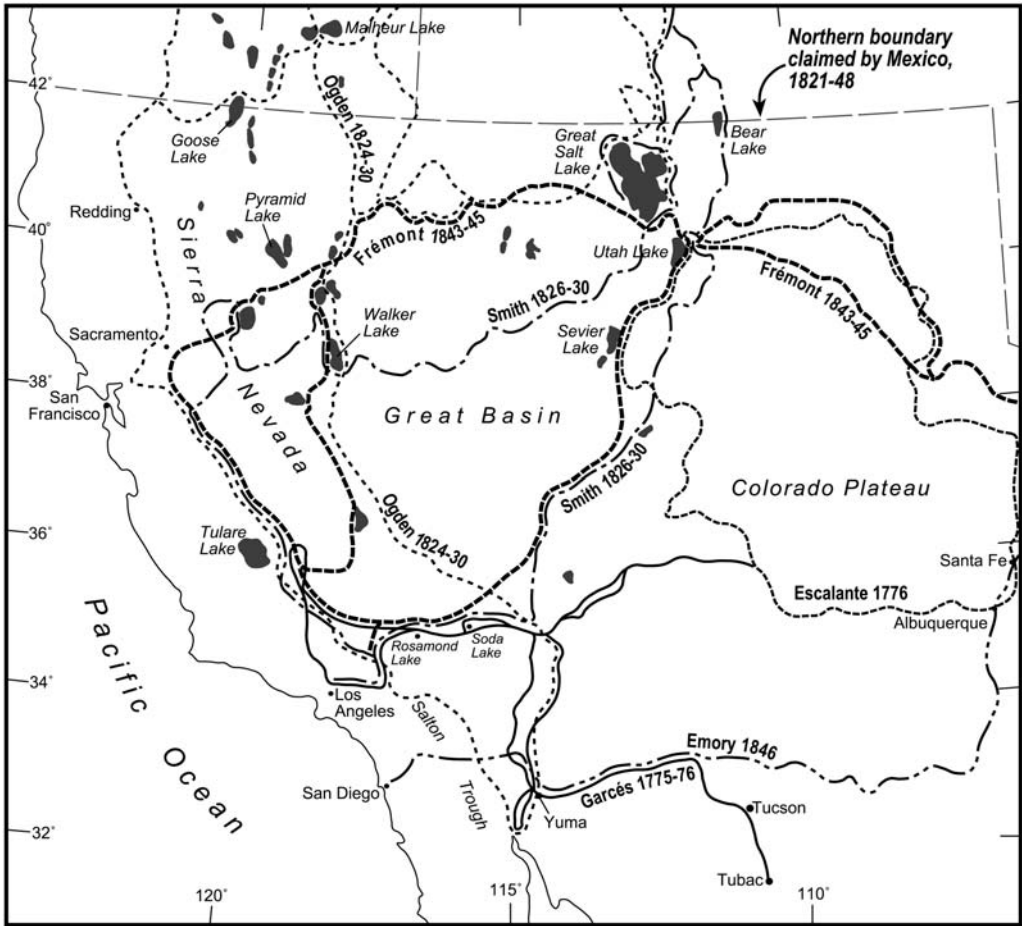 Malheur Lake
Northern boundary
claimed by Mexico,
1821-48
42°
Ogden 1824-30
Goose
Lake
Great
Salt
Lake
Bear
Lake
Redding
40°
Sierra
Pyramid
Lake
Frémont 1843-45
Utah Lake
Frémont 1843-45
Smith 1826-30
Sacramento
Walker
Lake
Sevier
Lake
38°
San
Francisco
Nevada
Great Basin
Smith 1826-30
Colorado Plateau
Ogden 1824-30
36°
Tulare
Lake
Santa Fe
Escalante 1776
Albuquerque
Pacific Ocean
Rosamond
Lake
Soda
Lake
34°
Los
Angeles
Salton
Trough
Emory 1846
San Diego
Garcés 1775-76
Yuma
Tucson
32°
Tubac
120°
115°
110°